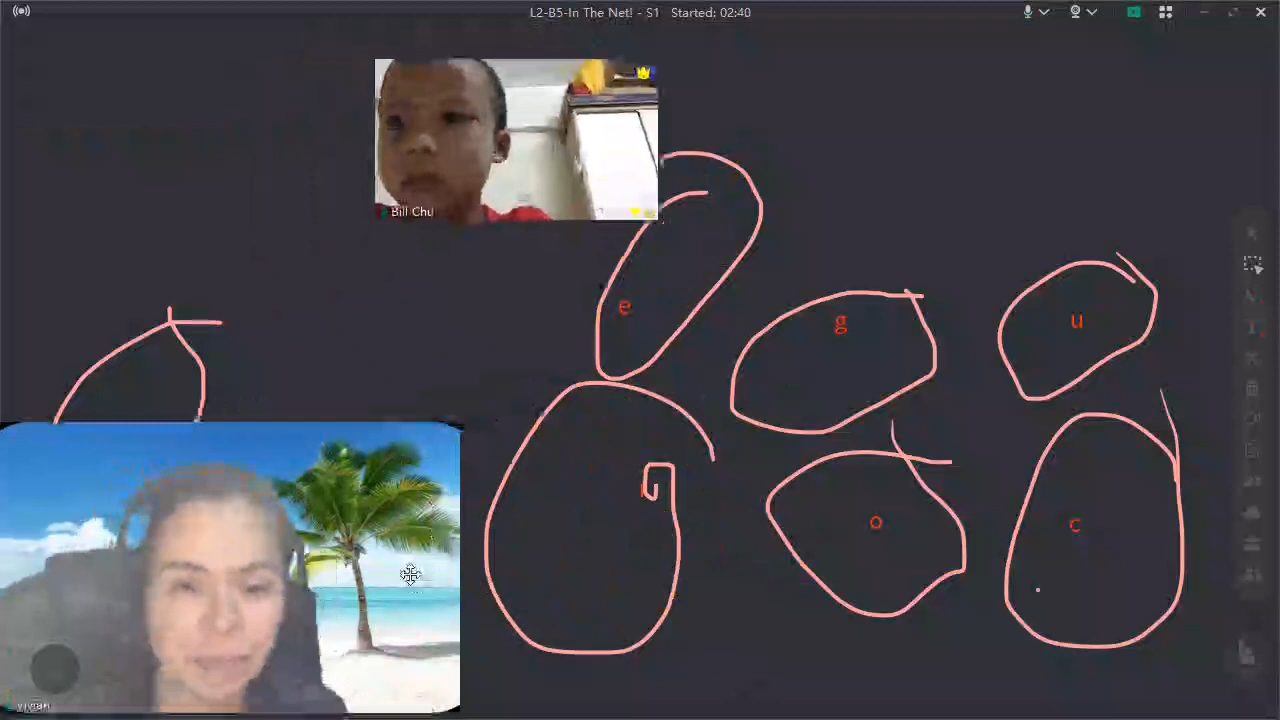 L2-B5-In The Net! - S1 Started: 02:40
Bill Chu
e
g
u
o
c
vivian